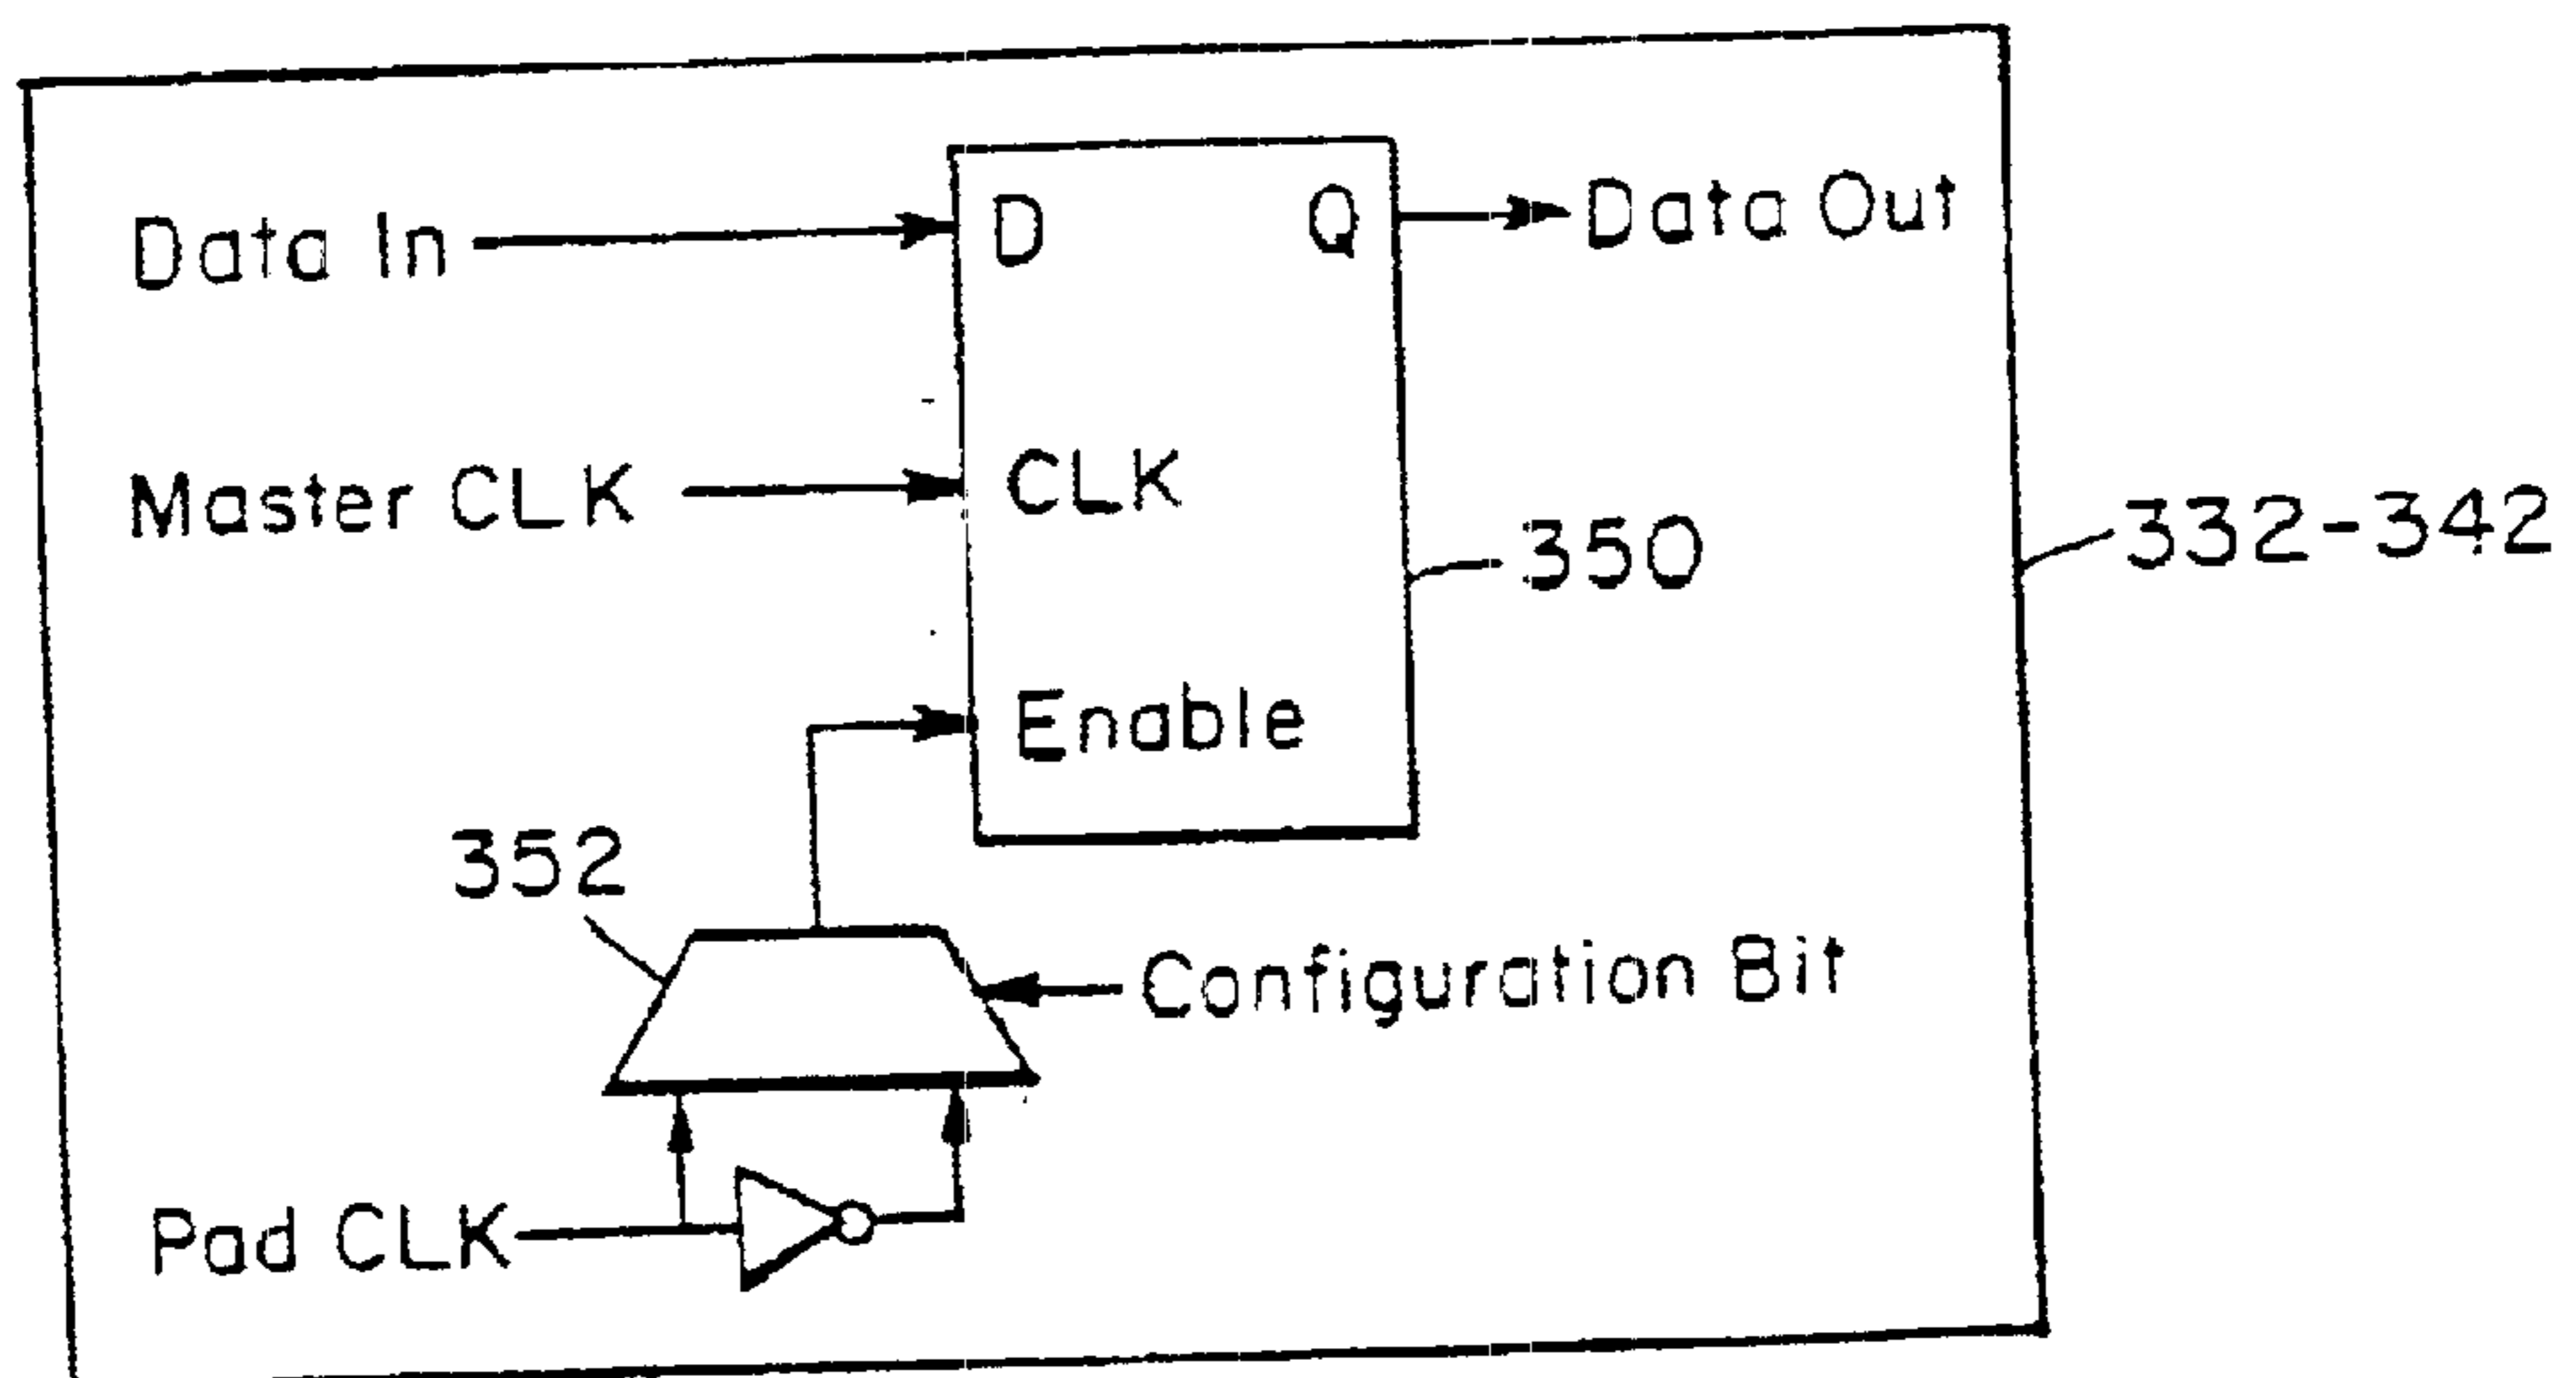 Data In
D
Q
Data Out
Master CLK
CLK
350
332-342
Enable
352
Configuration Bit
Pad CLK